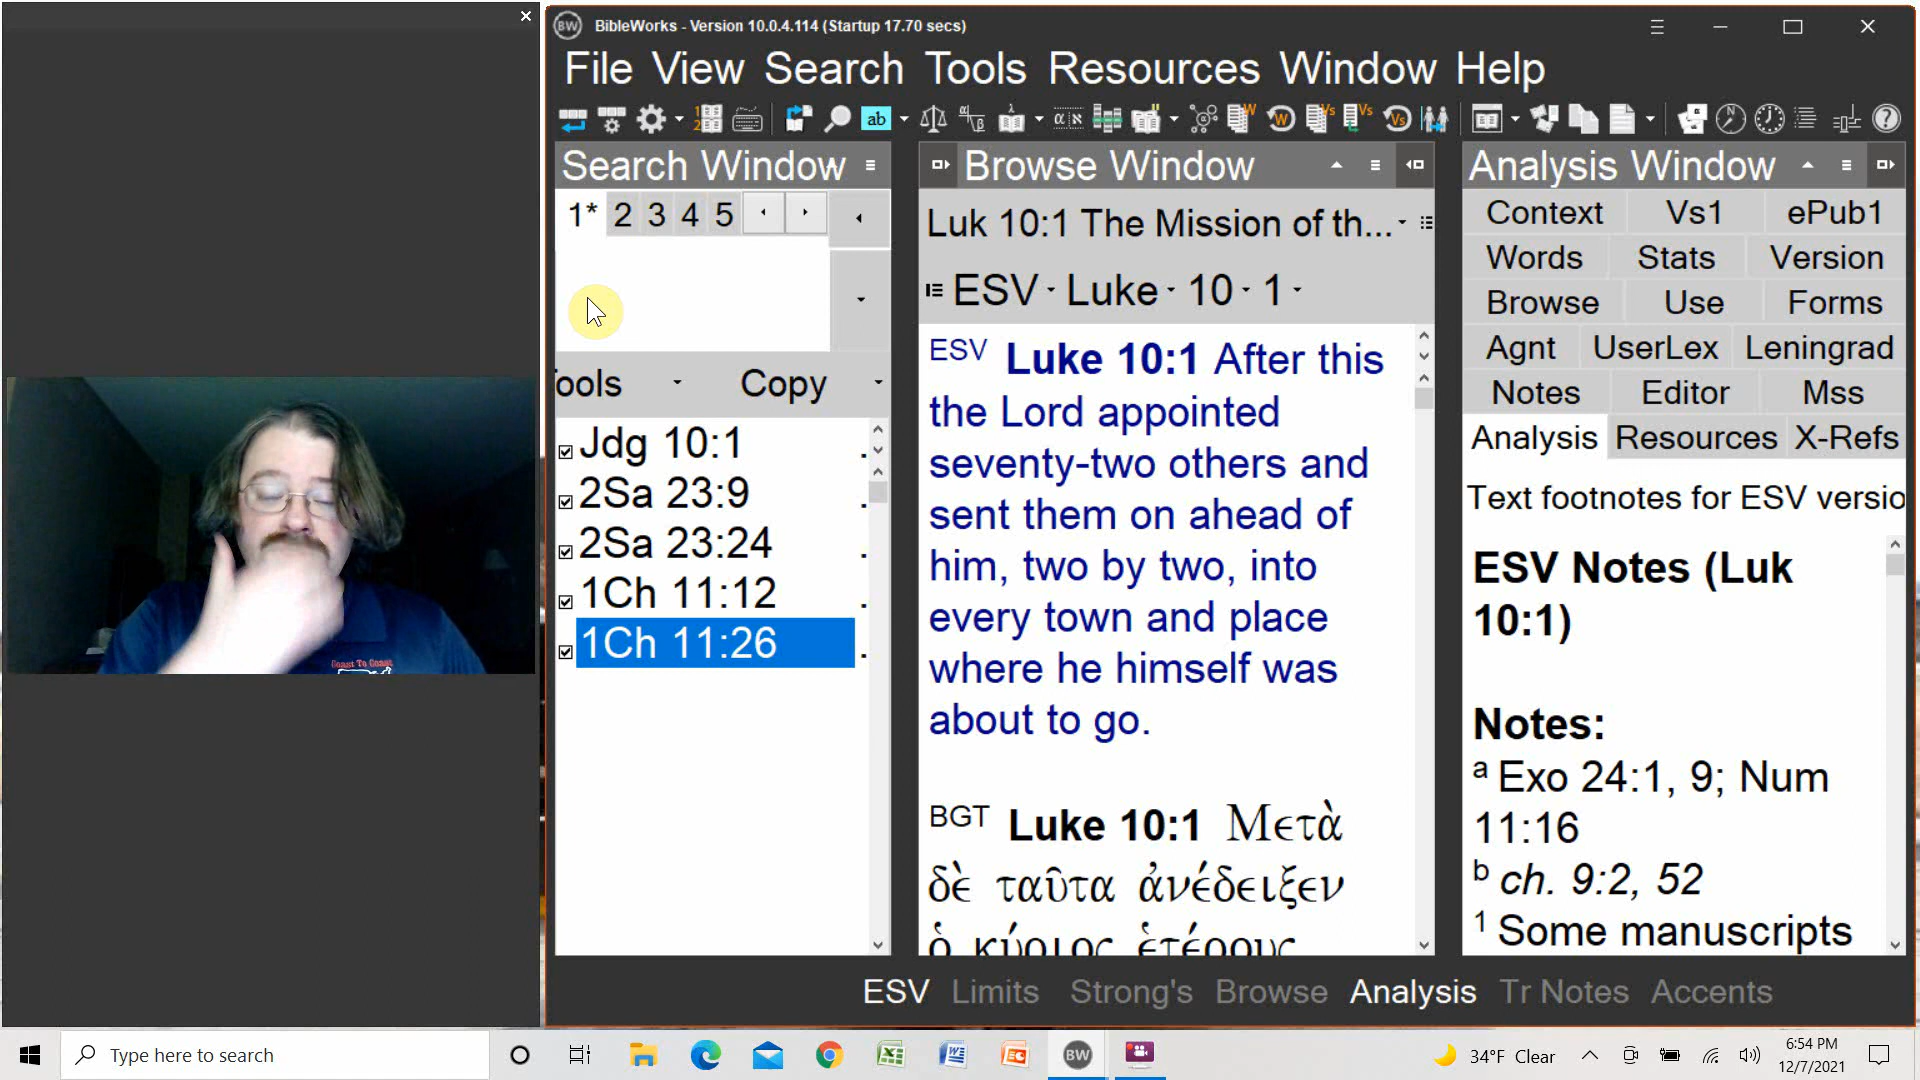 BibleWorks - Version 10.0.4.114 (Startup 17.70 secs)
File View Search Tools Resources Window Help
Search Window
1* 2 3 4 5
ools Copy
Jdg 10:1
2Sa 23:9
2Sa 23:24
1Ch 11:12
1Ch 11:26
Browse Window
Luk 10:1 The Mission of th...
ESV Luke 10 1
ESV Luke 10:1 After this
the Lord appointed
seventy-two others and
sent them on ahead of
him, two by two, into
every town and place
where he himself was
about to go.
BGT Luke 10:1 Μετὰ
δὲ ταῦτα ἀνέδειξεν
ὁ κύριος ἑτέρους
Analysis Window
Context Vs1 ePub1
Words Stats Version
Browse Use Forms
Agnt UserLex Leningrad
Notes Editor Mss
Analysis Resources X-Refs
Text footnotes for ESV versio
ESV Notes (Luk
10:1)
Notes:
a Exo 24:1, 9; Num
11:16
b ch. 9:2, 52
1 Some manuscripts
ESV Limits Strong's Browse Analysis Tr Notes Accents
Coast To Coast
Type here to search
BW
34°F Clear
6:54 PM
12/7/2021